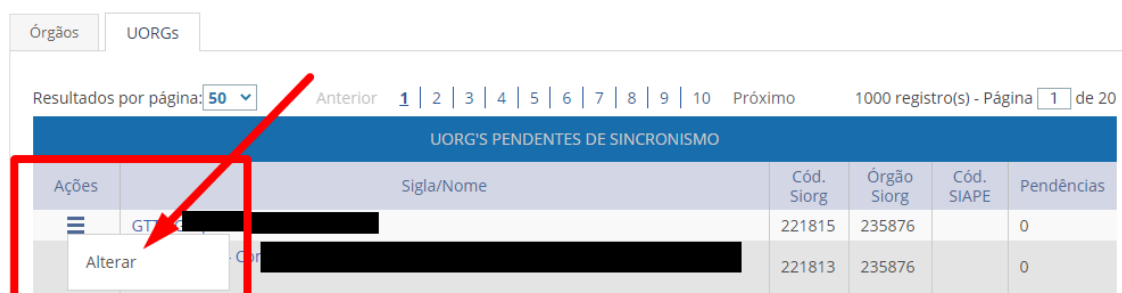 Órgãos UORGs
Resultados por página: 50 Anterior 1 2 3 4 5 6 7 8 9 10 Próximo 1000 registro(s) - Página 1 de 20
UORG'S PENDENTES DE SINCRONISMO
Ações Sigla/Nome Cód. Siorg Órgão Siorg Cód. SIAPE Pendências
221815 235876 0
Alterar
221813 235876 0